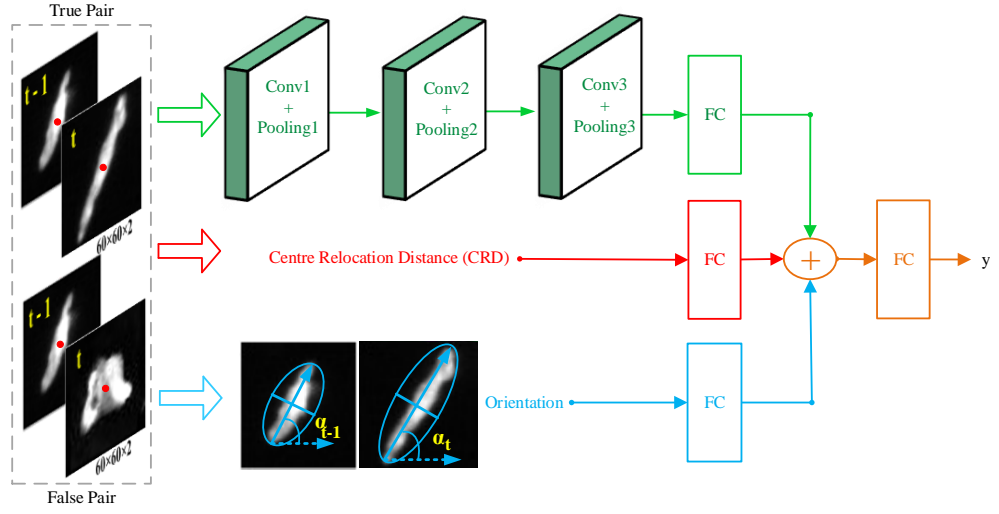 True Pair
t-1
t
60×60×2
t-1
t
60×60×2
False Pair
Conv1
+
Pooling1
Conv2
+
Pooling2
Conv3
+
Pooling3
FC
Centre Relocation Distance (CRD)
FC
+
FC
y
α
t-1
α t
Orientation
FC